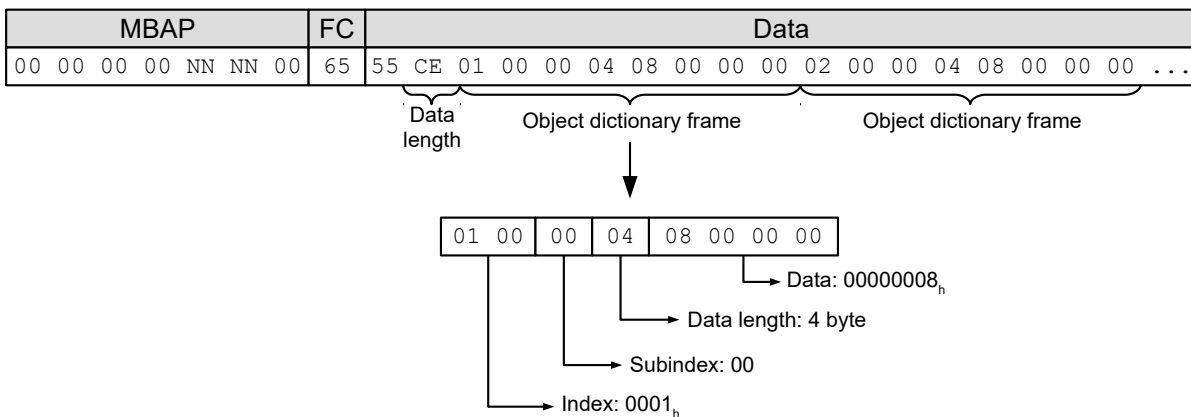 MBAP FC Data
00 00 00 00 NN NN 00 65 55 CE 01 00 00 04 08 00 00 00 02 00 00 04 08 00 00 00 ...
Data length Object dictionary frame Object dictionary frame
01 00 00 04 08 00 00 00
Data: 00000008h
Data length: 4 byte
Subindex: 00
Index: 0001h